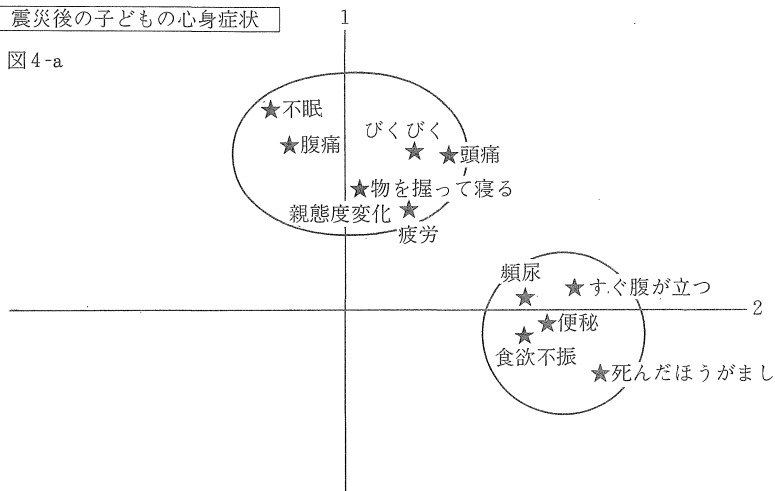 震災後の子どもの心身症状
1
図4-a
不眠
びくびく
腹痛
頭痛
物を握って寝る
親態度変化
疲労
頻尿
すぐ腹が立つ
2
便秘
食欲不振
死んだほうがまし